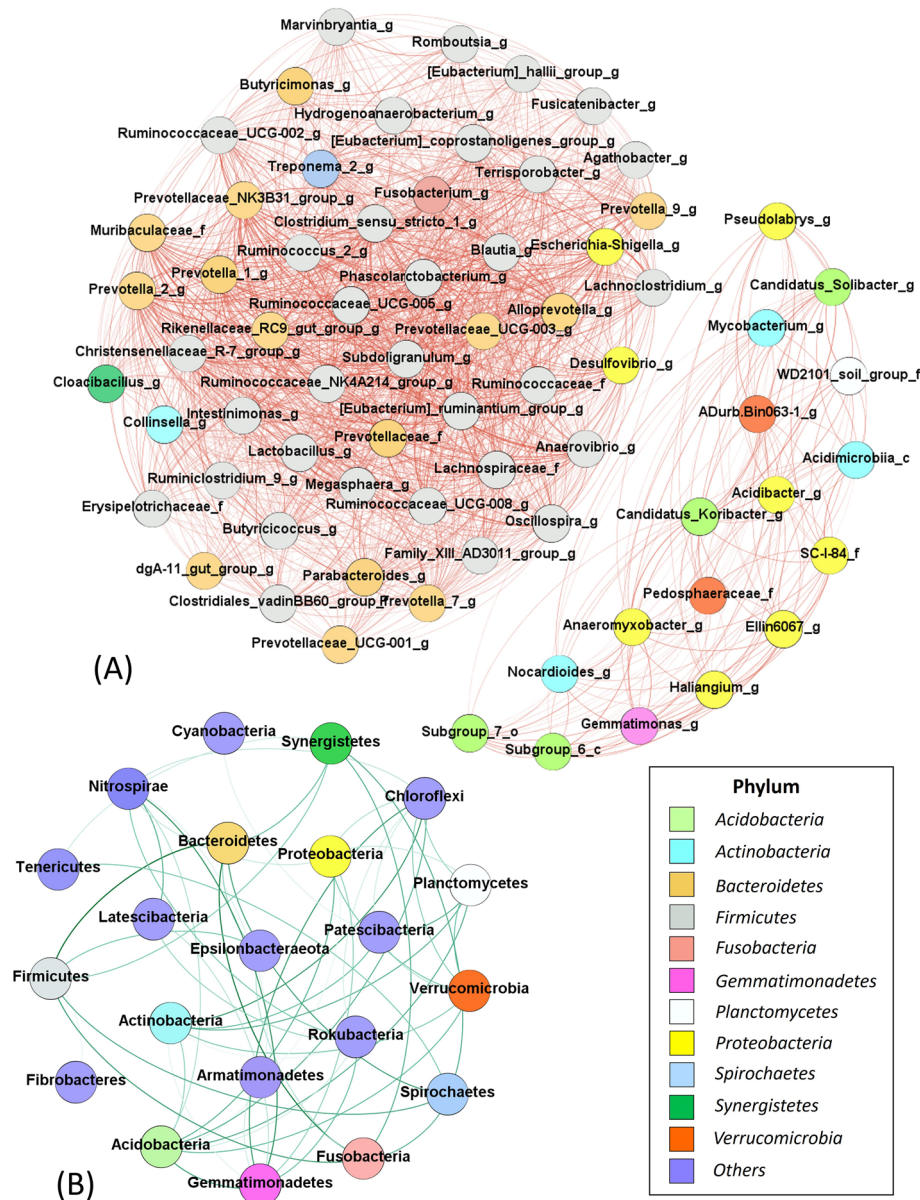 Marvinbryantia_g
Romboutsia_g
[Eubacterium]_hallii_group_g
Butyricimonas_g
Fusicatenibacter_g
Hydrogenoanaerobacterium_g
Ruminococcaceae_UCG-002_g
[Eubacterium]_coprostanoligenes_group_g
Agathobacter_g
Treponema_2_g
Terrisporobacter_g
Fusobacterium_g
Prevotellaceae_NK3B31_group_g
Prevotella_9_g
Pseudolabrys_g
Clostridium_sensu_stricto_1_g
Muribaculaceae_f
Escherichia-Shigella_g
Ruminococcus_2_g
Blautia_g
Prevotella_1_g
Phascolarctobacterium_g
Prevotella_2_g
Lachnoclostridium_g
Candidatus_Solibacter_g
Ruminococcaceae_UCG-005_g
Alloprevotella_g
Rikenellaceae_RC9_gut_group_g
Prevotellaceae_UCG-003_g
Mycobacterium_g
Christensenellaceae_R-7_group_g
Subdoligranulum_g
Desulfovibrio_g
WD2101_soil_group_f
Cloacibacillus_g
Ruminococcaceae_NK4A214_group_g
Ruminococcaceae_f
Intestinimonas_g
[Eubacterium]_ruminantium_group_g
ADurb.Bin063-1_g
Collinsella_g
Prevotellaceae_f
Lactobacillus_g
Anaerovibrio_g
Acidimicrobiia_c
Lachnospiraceae_f
Ruminiclostridium_9_g
Megasphaera_g
Acidibacter_g
Erysipelotrichaceae_f
Ruminococcaceae_UCG-008_g
Candidatus_Koribacter_g
Butyricicoccus_g
Oscillospira_g
Family_XIII_AD3011_group_g
SC-I-84_f
dgA-11_gut_group_g
Parabacteroides_g
Pedosphaeraceae_f
Clostridiales_vadinBB60_group_f
Prevotella_7_g
Anaeromyxobacter_g
Ellin6067_g
Prevotellaceae_UCG-001_g
(A)
Nocardioides_g
Haliangium_g
Gemmatimonas_g
Subgroup_7_o
Subgroup_6_c
Cyanobacteria
Synergistetes
Nitrospirae
Chloroflexi
Bacteroidetes
Proteobacteria
Tenericutes
Planctomycetes
Latescibacteria
Patescibacteria
Epsilonbacteraeota
Firmicutes
Verrucomicrobia
Actinobacteria
Rokubacteria
Fibrobacteres
Armatimonadetes
Spirochaetes
Acidobacteria
Fusobacteria
Gemmatimonadetes
(B)
Phylum
Acidobacteria
Actinobacteria
Bacteroidetes
Firmicutes
Fusobacteria
Gemmatimonadetes
Planctomycetes
Proteobacteria
Spirochaetes
Synergistetes
Verrucomicrobia
Others